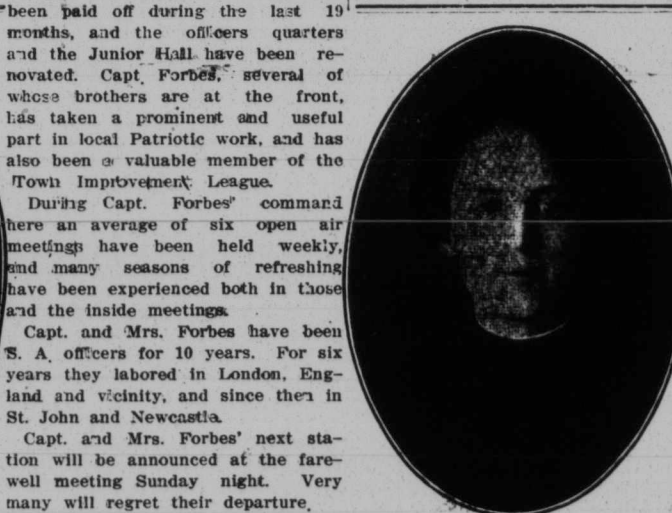 been paid off during the last 19
months, and the officers quarters
and the Junior Hall have been re-
novated. Capt. Forbes, several of
whose brothers are at the front,
has taken a prominent and useful
part in local Patriotic work, and has
also been a valuable member of the
Town Improvement League.
During Capt. Forbes' command
here an average of six open air
meetings have been held weekly,
and many seasons of refreshing
have been experienced both in those
and the inside meetings.
Capt. and Mrs. Forbes have been
S. A. officers for 10 years. For six
years they labored in London, Eng-
land and vicinity, and since then in
St. John and Newcastle.
Capt. and Mrs. Forbes' next sta-
tion will be announced at the fare-
well meeting Sunday night. Very
many will regret their departure.